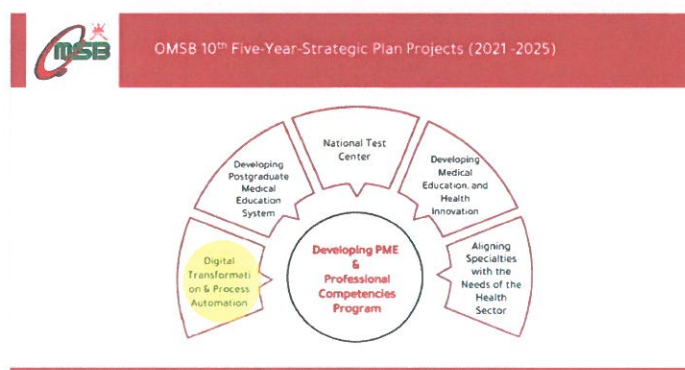 OMSB
OMSB 10th Five-Year-Strategic Plan Projects (2021 -2025)
National Test
Center
Developing
Postgraduate
Medical
Education
System
Developing
Medical
Education, and
Health
Innovation
Digital
Transformati
on & Process
Automation
Developing PME
&
Professional
Competencies
Program
Aligning
Specialties
with the
Needs of the
Health
Sector